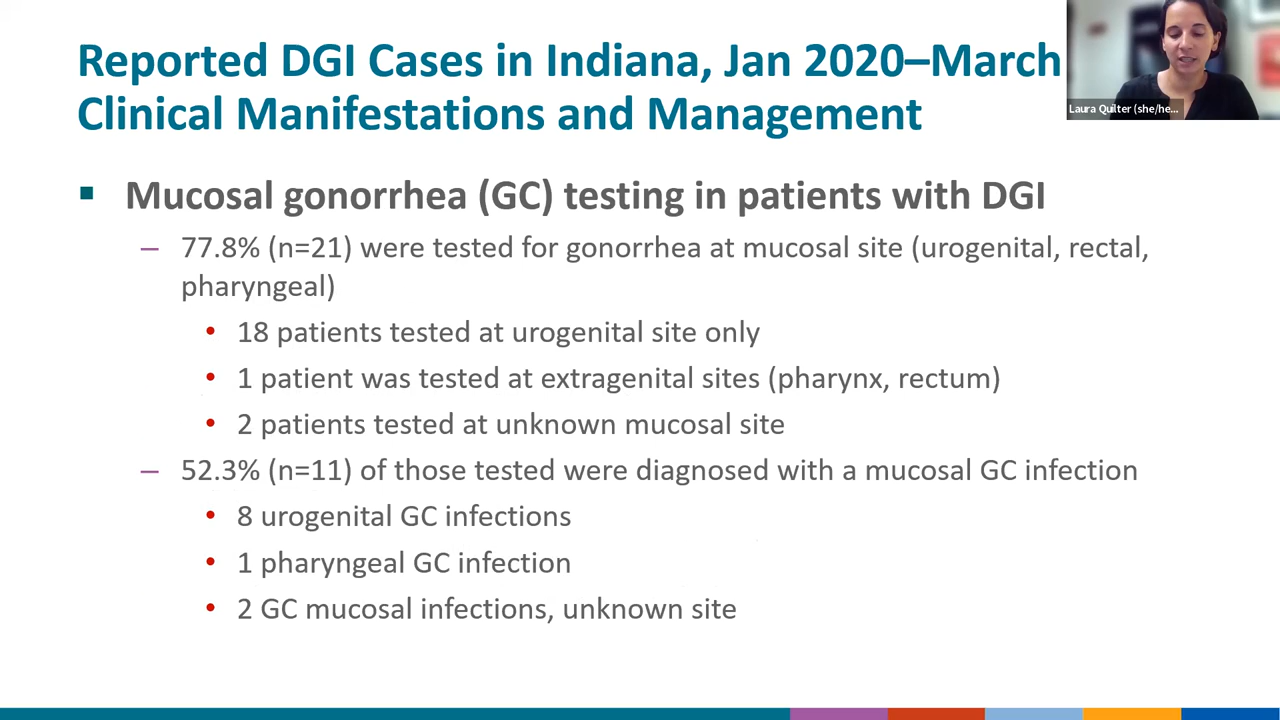 Reported DGI Cases in Indiana, Jan 2020–March
Clinical Manifestations and Management
Laura Quilter (she/he...
▪ Mucosal gonorrhea (GC) testing in patients with DGI
– 77.8% (n=21) were tested for gonorrhea at mucosal site (urogenital, rectal,
pharyngeal)
• 18 patients tested at urogenital site only
• 1 patient was tested at extragenital sites (pharynx, rectum)
• 2 patients tested at unknown mucosal site
– 52.3% (n=11) of those tested were diagnosed with a mucosal GC infection
• 8 urogenital GC infections
• 1 pharyngeal GC infection
• 2 GC mucosal infections, unknown site